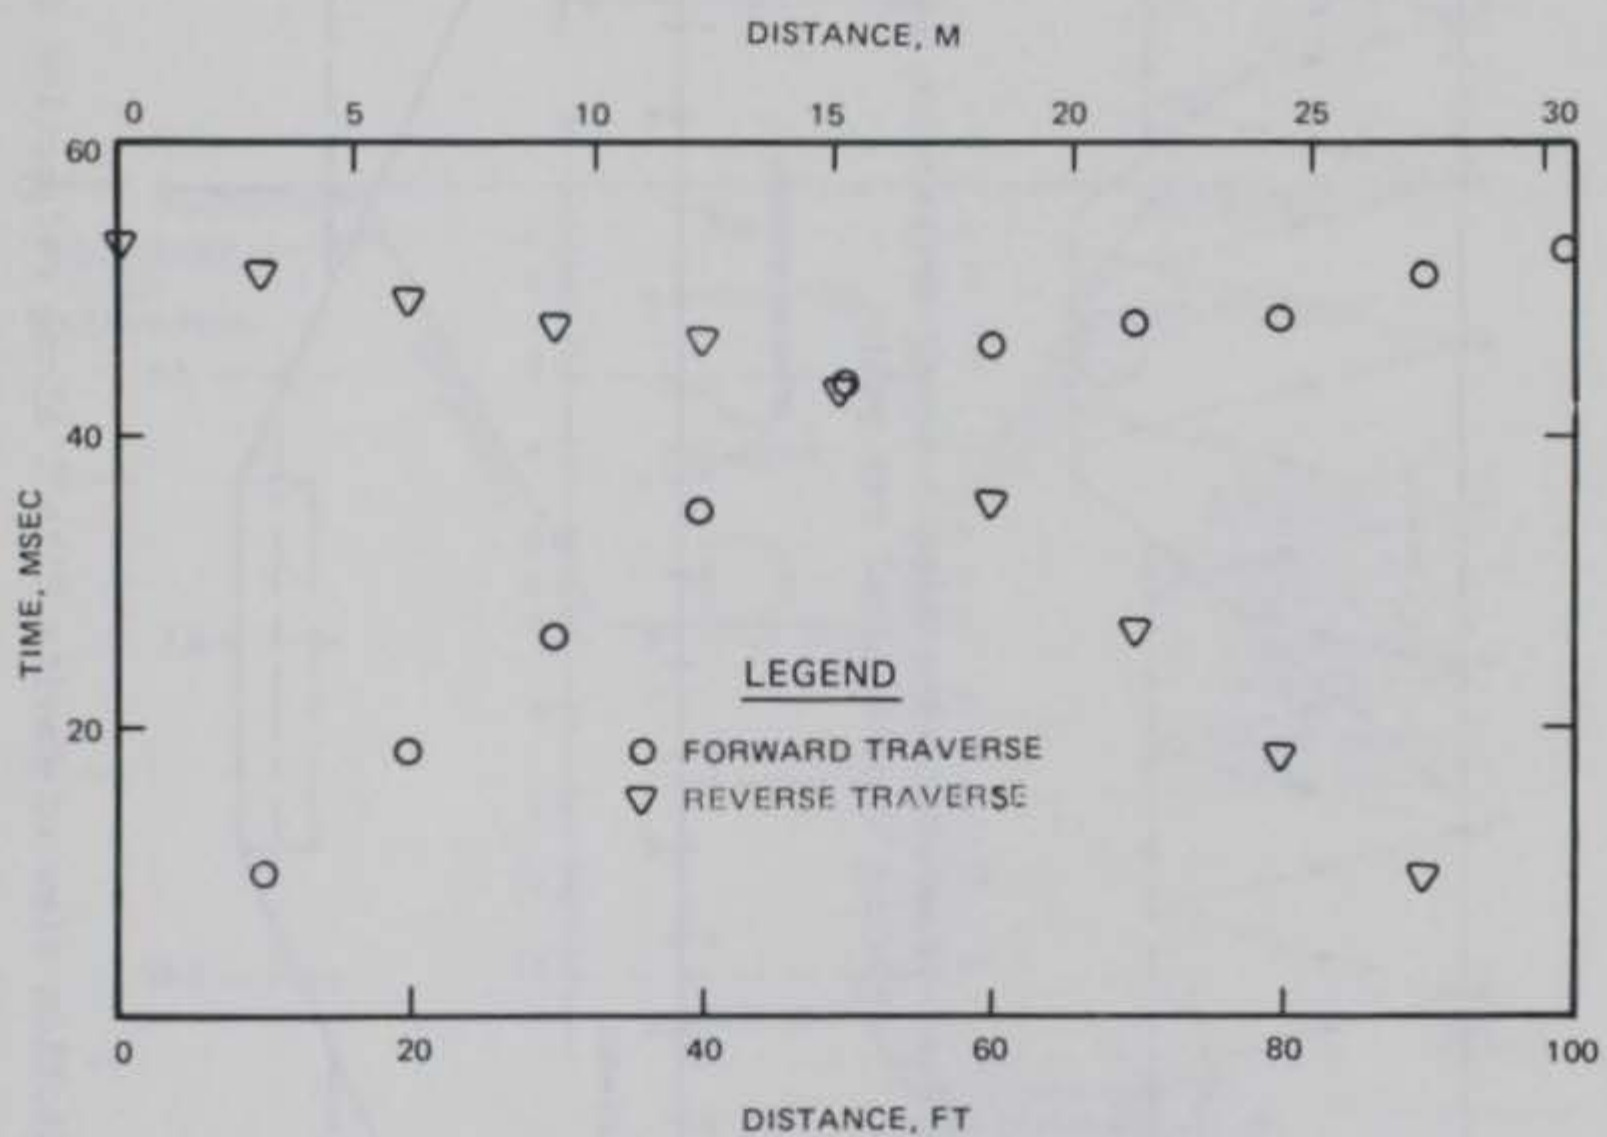 DISTANCE, M
0 5 10 15 20 25 30
60
40
20
TIME, MSEC
LEGEND
FORWARD TRAVERSE
REVERSE TRAVERSE
0 20 40 60 80 100
DISTANCE, FT